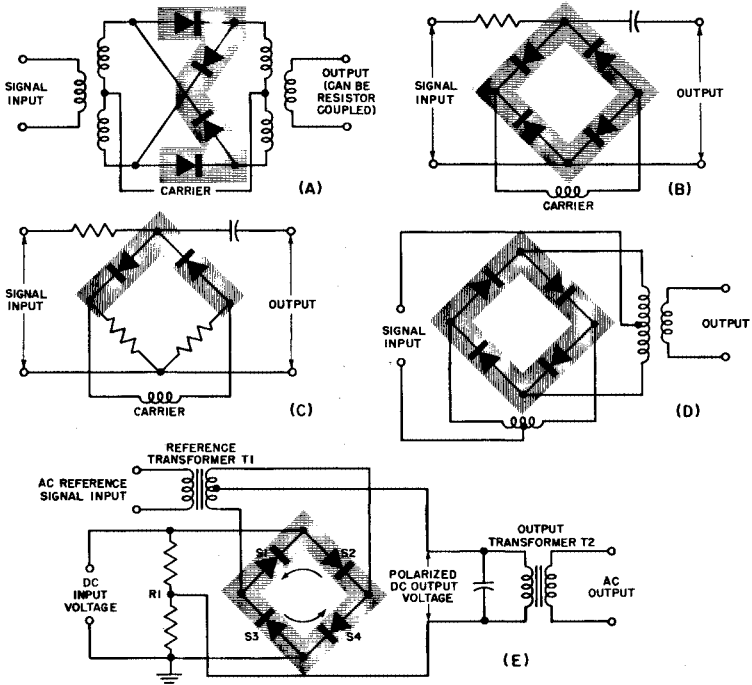 SIGNAL
INPUT
OUTPUT
(CAN BE
RESISTOR
COUPLED)
CARRIER
(A)
SIGNAL
INPUT
OUTPUT
CARRIER
(B)
SIGNAL
INPUT
OUTPUT
CARRIER
(C)
SIGNAL
INPUT
OUTPUT
(D)
REFERENCE
TRANSFORMER T1
AC REFERENCE
SIGNAL INPUT
DC
INPUT
VOLTAGE
R1
S1
S2
S3
S4
POLARIZED
DC OUTPUT
VOLTAGE
OUTPUT
TRANSFORMER T2
AC
OUTPUT
(E)